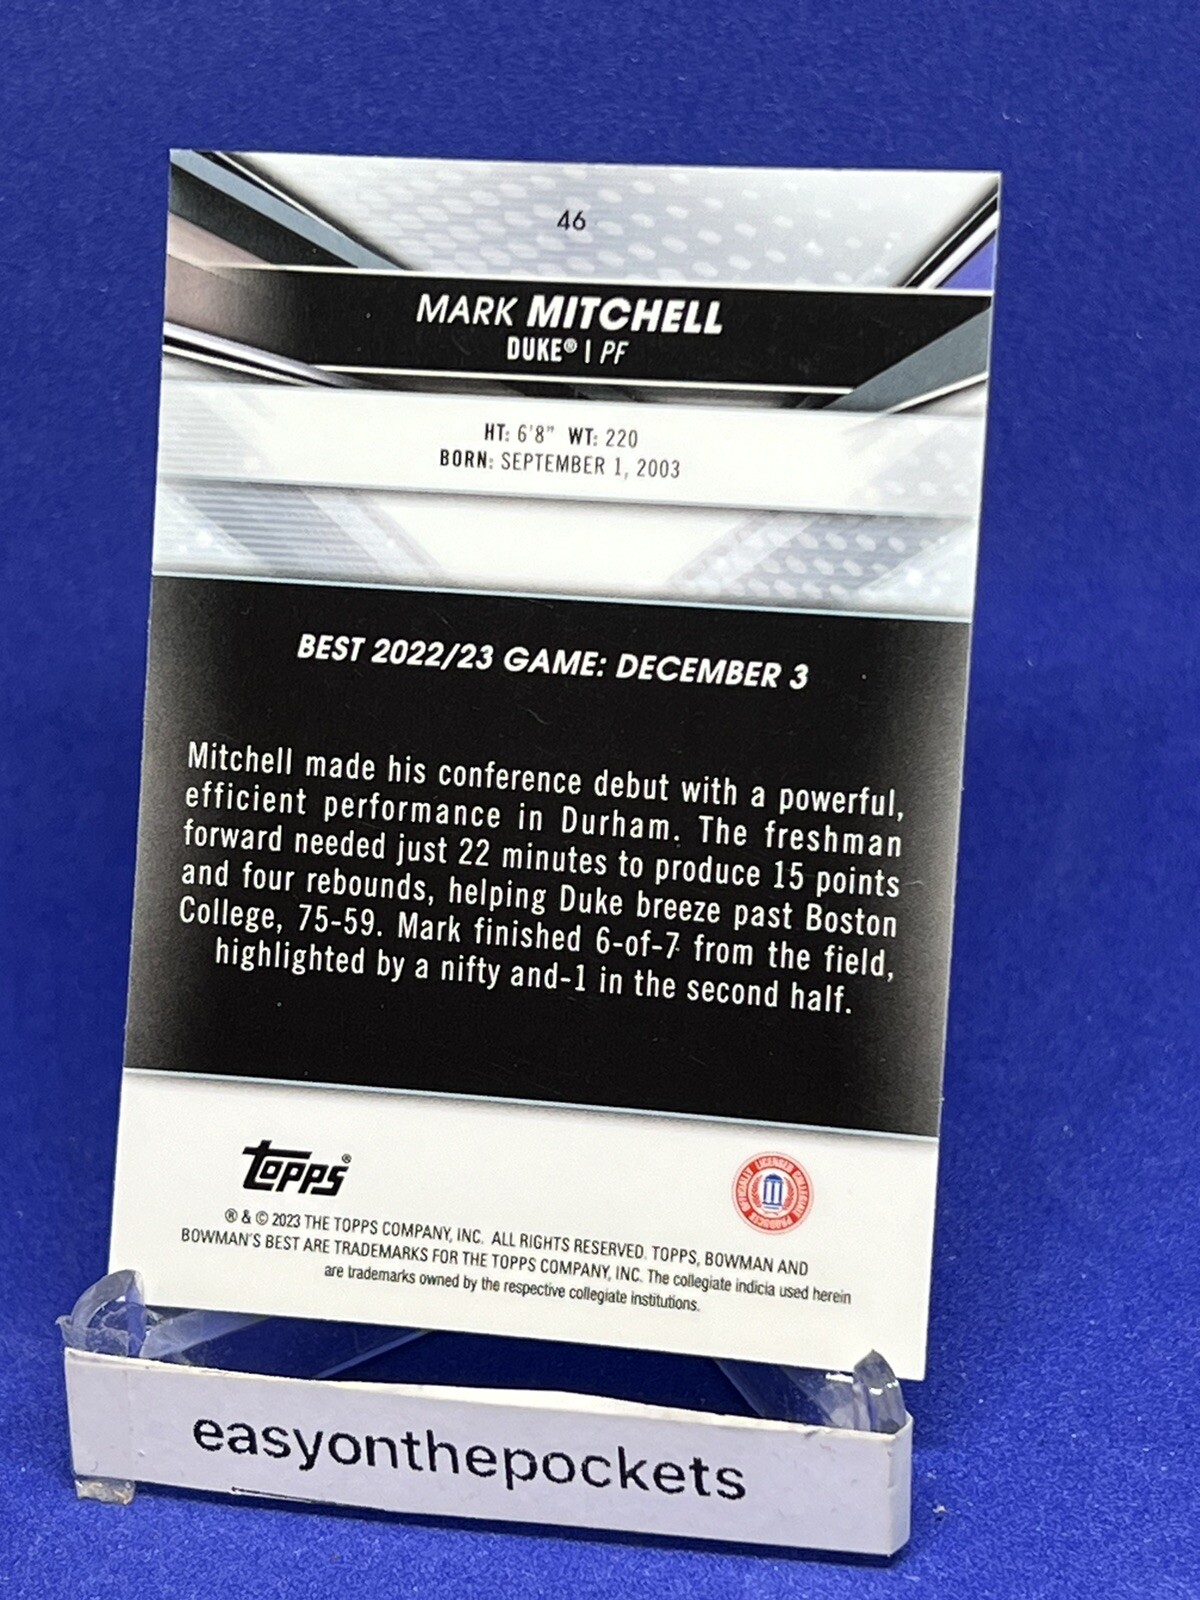 46
MARK MITCHELL
DUKE® | PF
HT: 6'8" WT: 220
BORN: SEPTEMBER 1, 2003
BEST 2022/23 GAME: DECEMBER 3
Mitchell made his conference debut with a powerful,
efficient performance in Durham. The freshman
forward needed just 22 minutes to produce 15 points
and four rebounds, helping Duke breeze past Boston
College, 75-59. Mark finished 6-of-7 from the field,
highlighted by a nifty and-1 in the second half.
topps®
OFFICIALLY LICENSED COLLEGIATE PRODUCTS
® & © 2023 THE TOPPS COMPANY, INC. ALL RIGHTS RESERVED. TOPPS, BOWMAN AND
BOWMAN'S BEST ARE TRADEMARKS FOR THE TOPPS COMPANY, INC. The collegiate indicia used herein
are trademarks owned by the respective collegiate institutions.
easyonthepockets